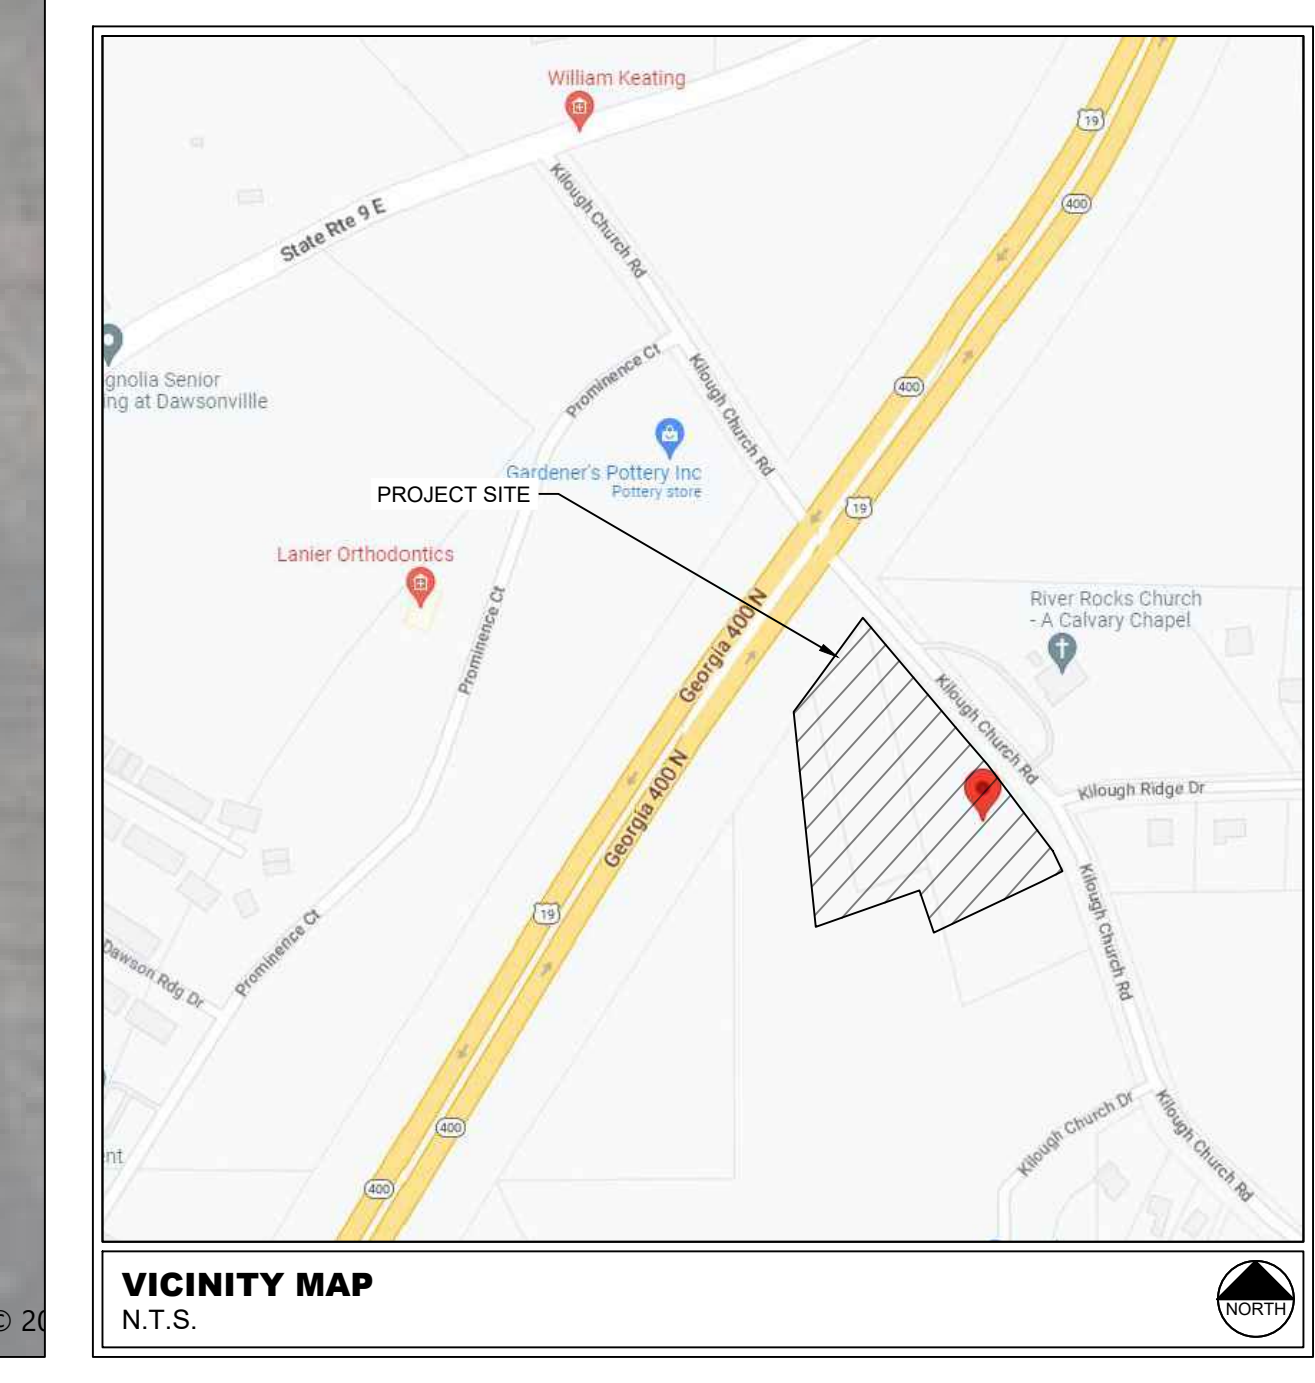 William Keating
19
Kilough Church Rd
400
State Rte 9 E
gnolia Senior
ing at Dawsonvillle
Prominence Ct
Kilough Church Rd
400
Gardener's Pottery Inc
Pottery store
PROJECT SITE
19
Lanier Orthodontics
Prominence Ct
Georgia 400 N
River Rocks Church
- A Calvary Chapel
Kilough Church Rd
Georgia 400 N
Kilough Ridge Dr
19
Kilough Church Rd
Prominence Ct
Dawson Rdg Dr
400
Kilough Church Dr
Kilough Church Rd
nt
400
VICINITY MAP
N.T.S.
NORTH
© 20